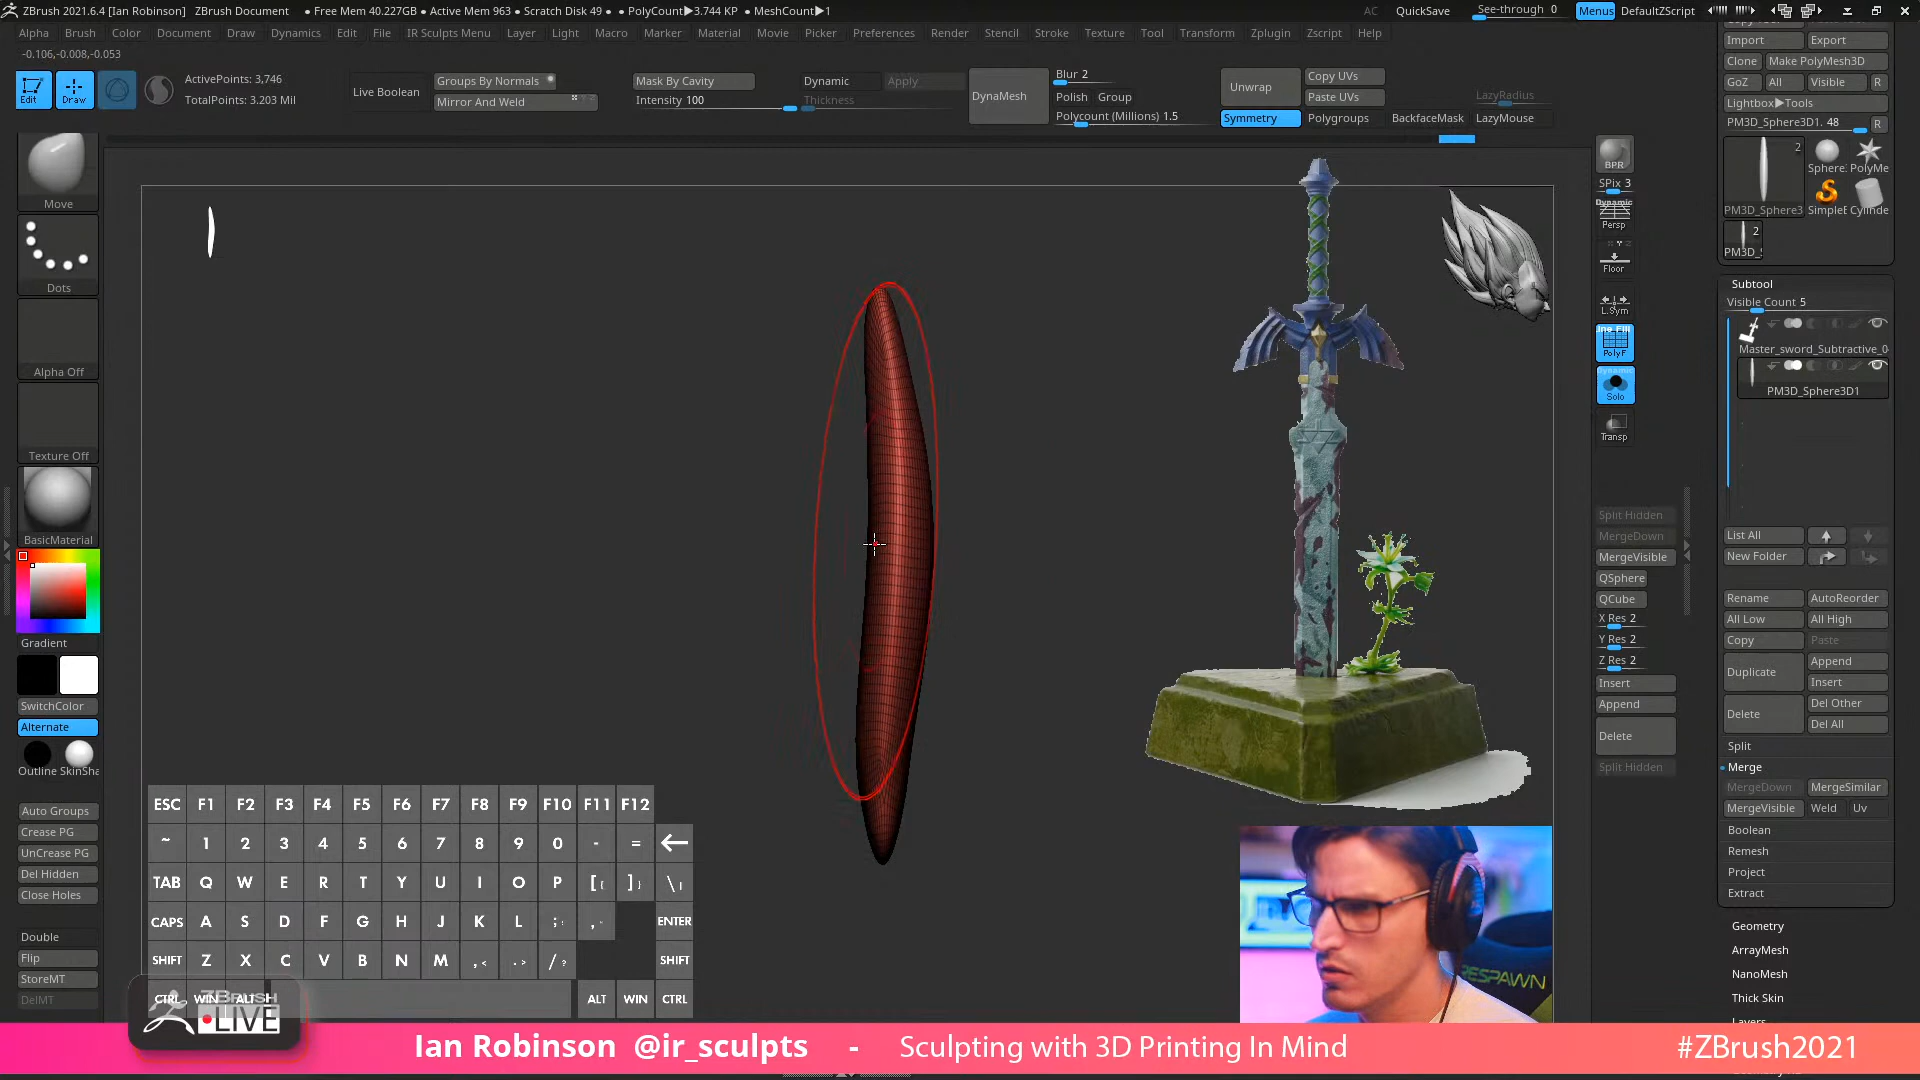 ZBrush 2021.6.4 [Ian Robinson] ZBrush Document • Free Mem 40.227GB • Active Mem 963 • Scratch Disk 49 • PolyCount▶3.744 KP • MeshCount▶1 AC QuickSave See-through 0 Menus DefaultZScript
Alpha Brush Color Document Draw Dynamics Edit File IR Sculpts Menu Layer Light Macro Marker Material Movie Picker Preferences Render Stencil Stroke Texture Tool Transform Zplugin Zscript Help
-0.106,-0.008,-0.053
Edit Draw
ActivePoints: 3,746
TotalPoints: 3.203 Mil
Live Boolean
Groups By Normals
Mirror And Weld
Mask By Cavity
Intensity 100
Dynamic Apply
Thickness
DynaMesh
Blur 2
Polish Group
Polycount (Millions) 1.5
Unwrap
Copy UVs
Paste UVs
Symmetry Polygroups BackfaceMask LazyMouse
LazyRadius
Move
Dots
Alpha Off
Texture Off
BasicMaterial
Gradient
SwitchColor
Alternate
Outline SkinSha
Auto Groups
Crease PG
UnCrease PG
Del Hidden
Close Holes
Double
Flip
StoreMT
DelMT
ESC F1 F2 F3 F4 F5 F6 F7 F8 F9 F10 F11 F12
~ 1 2 3 4 5 6 7 8 9 0 - =
TAB Q W E R T Y U I O P [{ ]} \|
CAPS A S D F G H J K L ;: ENTER
SHIFT Z X C V B N M ,< .> /? SHIFT
CTRL WIN ALT ALT WIN CTRL
ZBRUSH
LIVE
BPR
SPix 3
Dynamic
Persp
Floor
L.Sym
Line Fill
PolyF
Dynamic
Solo
Transp
Split Hidden
MergeDown
MergeVisible
QSphere
QCube
X Res 2
Y Res 2
Z Res 2
Insert
Append
Delete
Split Hidden
Import Export
Clone Make PolyMesh3D
GoZ All Visible R
Lightbox▶Tools
PM3D_Sphere3D1. 48 R
2
Sphere PolyMe
PM3D_Sphere3 SimpleE Cylinde
2
PM3D_S
Subtool
Visible Count 5
Master_sword_Subtractive_0
PM3D_Sphere3D1
List All
New Folder
Rename AutoReorder
All Low All High
Copy Paste
Duplicate Append
Insert
Delete Del Other
Del All
Split
Merge
MergeDown MergeSimilar
MergeVisible Weld Uv
Boolean
Remesh
Project
Extract
Geometry
ArrayMesh
NanoMesh
Thick Skin
Layers
RESPAWN
Ian Robinson @ir_sculpts - Sculpting with 3D Printing In Mind #ZBrush2021